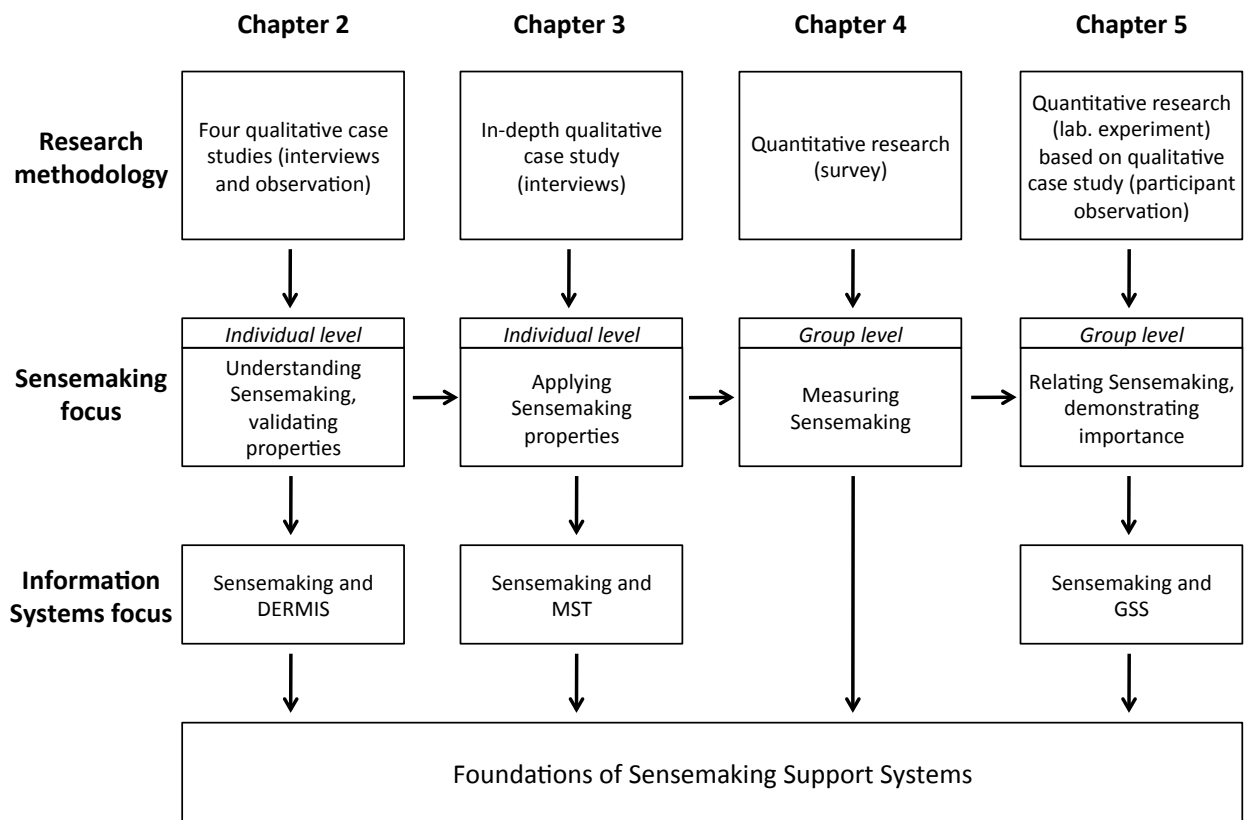 Chapter 2
Chapter 3
Chapter 4
Chapter 5
Research
methodology
Four qualitative case
studies (interviews
and observation)
In-depth qualitative
case study
(interviews)
Quantitative research
(survey)
Quantitative research
(lab. experiment)
based on qualitative
case study (participant
observation)
Sensemaking
focus
Individual level
Understanding
Sensemaking,
validating
properties
Individual level
Applying
Sensemaking
properties
Group level
Measuring
Sensemaking
Group level
Relating Sensemaking,
demonstrating
importance
Information
Systems focus
Sensemaking and
DERMIS
Sensemaking and
MST
Sensemaking and
GSS
Foundations of Sensemaking Support Systems